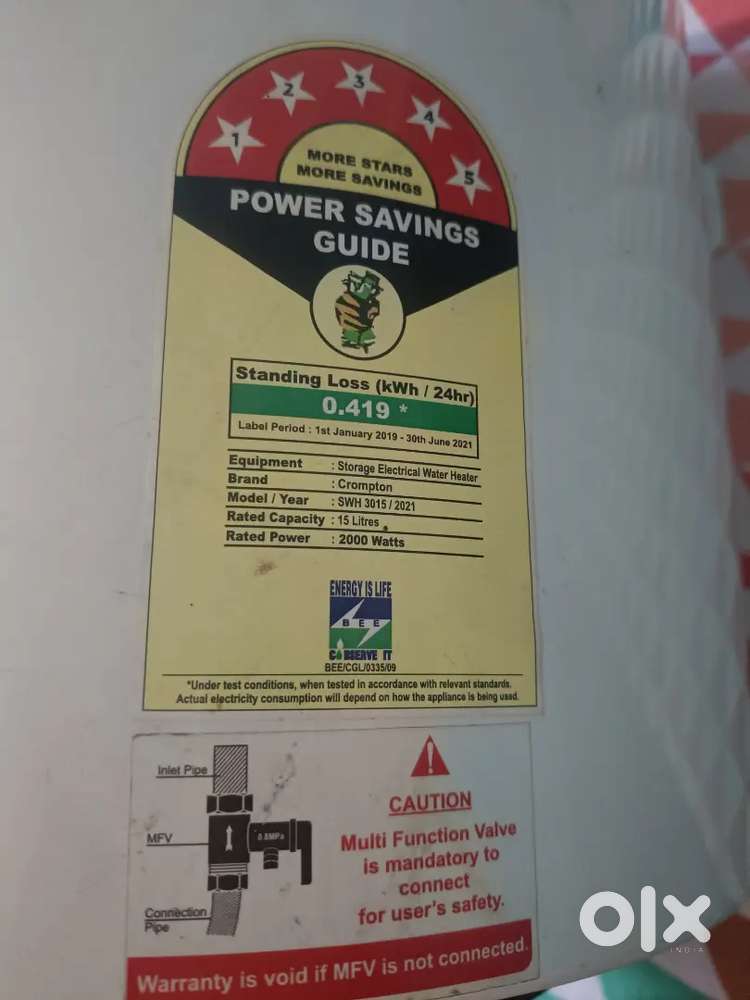 1 2 3 4 5
MORE STARS
MORE SAVINGS
POWER SAVINGS
GUIDE
Standing Loss (kWh / 24hr)
0.419 *
Label Period : 1st January 2019 - 30th June 2021
Equipment : Storage Electrical Water Heater
Brand : Crompton
Model / Year : SWH 3015 / 2021
Rated Capacity : 15 Litres
Rated Power : 2000 Watts
ENERGY IS LIFE
BEE
CONSERVE IT
BEE/CGL/0335/09
*Under test conditions, when tested in accordance with relevant standards.
Actual electricity consumption will depend on how the appliance is being used.
Inlet Pipe
MFV
0.8MPa
Connection
Pipe
CAUTION
Multi Function Valve
is mandatory to
connect
for user's safety.
Warranty is void if MFV is not connected.
olx
INDIA